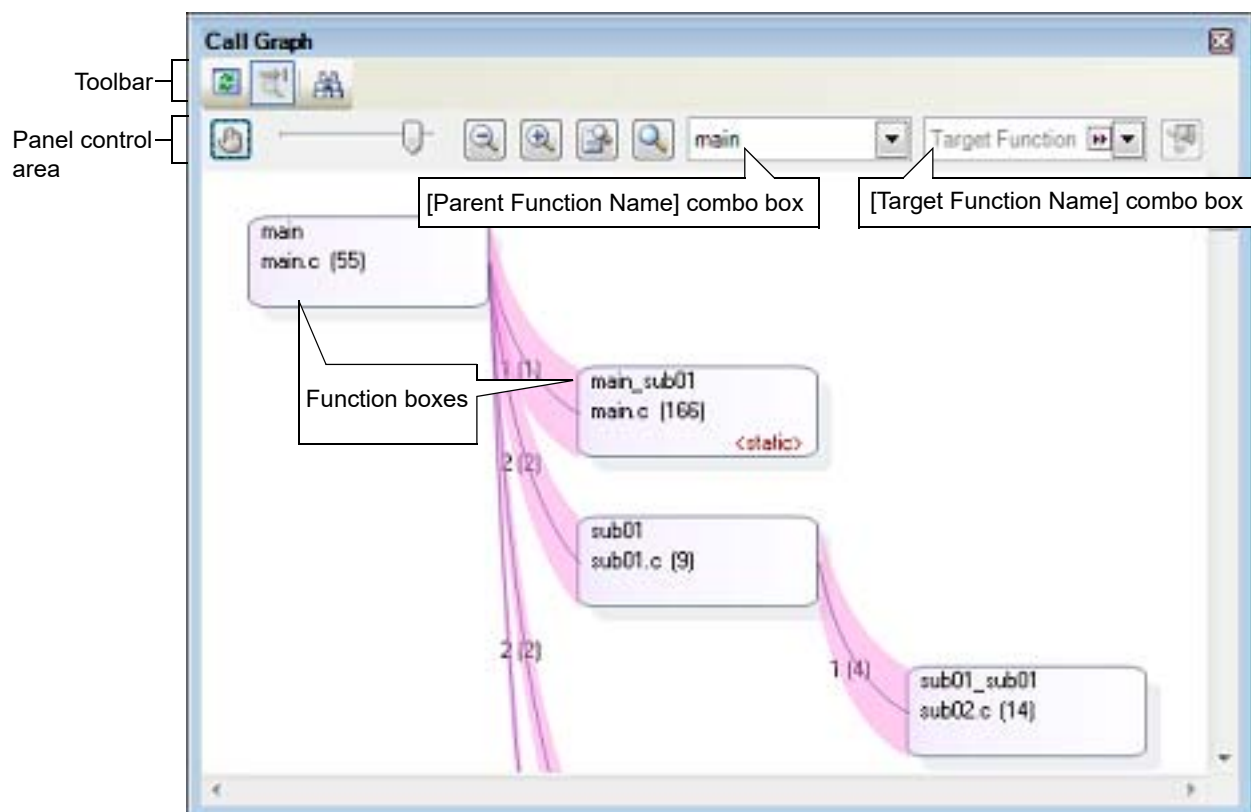 Call Graph
Toolbar
Panel control
area
main
Target Function
[Parent Function Name] combo box
[Target Function Name] combo box
main
main.c (55)
Function boxes
1 (1)
main_sub01
main.c (166)
<static>
2 (2)
sub01
sub01.c (9)
2 (2)
1 (4)
sub01_sub01
sub02.c (14)